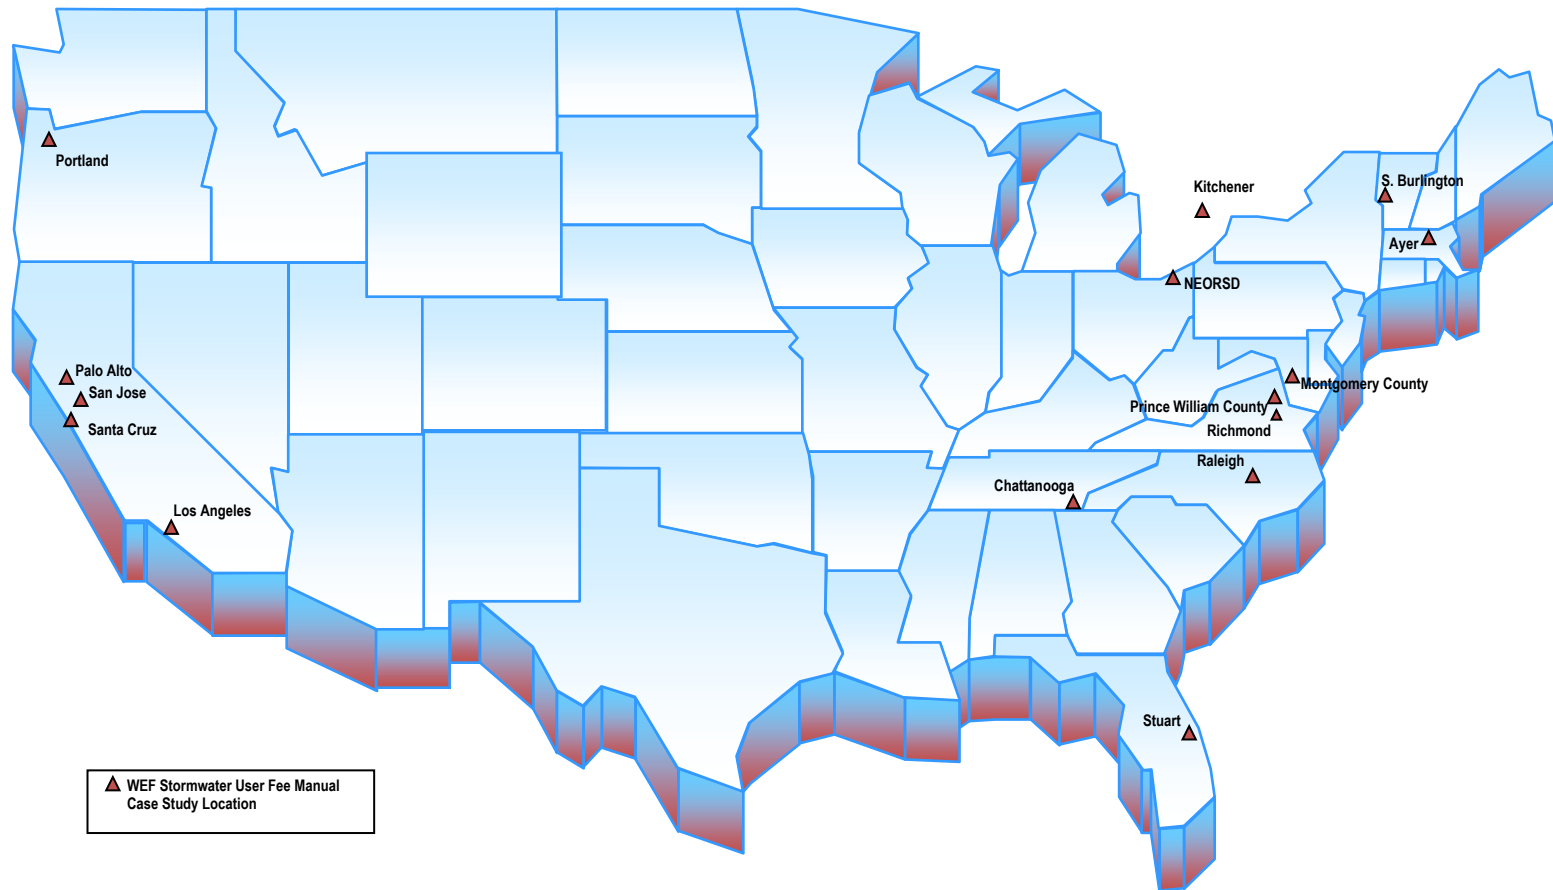 Portland
Kitchener
S. Burlington
Ayer
NEORSD
Palo Alto
San Jose
Santa Cruz
Montgomery County
Prince William County
Richmond
Raleigh
Chattanooga
Los Angeles
Stuart
WEF Stormwater User Fee Manual
Case Study Location